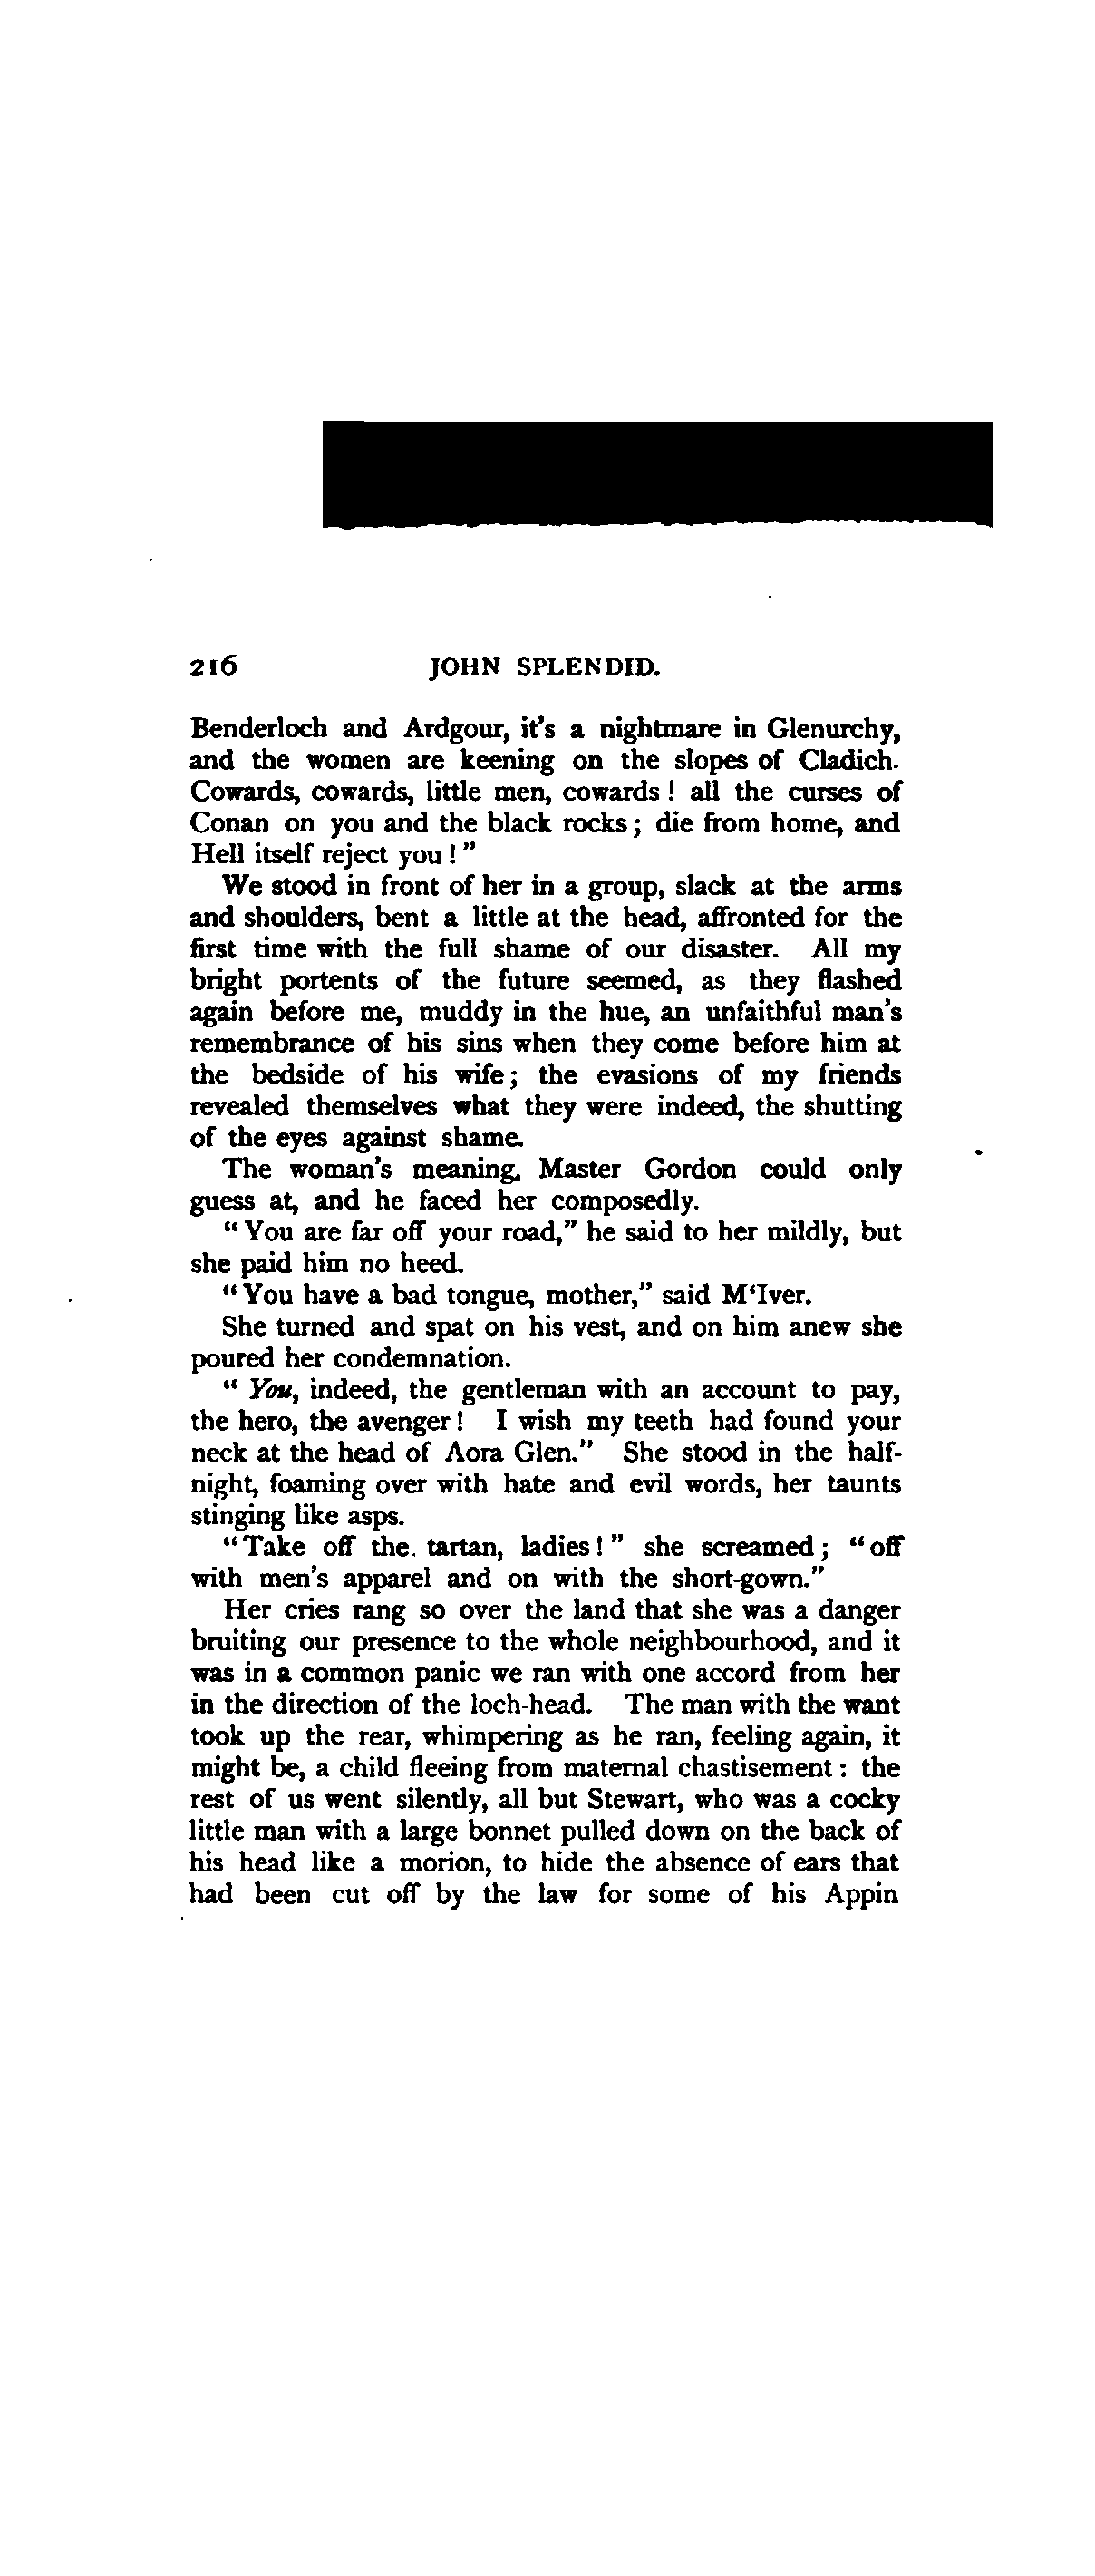 216 JOHN SPLENDID.
Benderloch and Ardgour, it's a nightmare in Glenurchy,
and the women are keening on the slopes of Cladich.
Cowards, cowards, little men, cowards! all the curses of
Conan on you and the black rocks; die from home, and
Hell itself reject you!"
We stood in front of her in a group, slack at the arms
and shoulders, bent a little at the head, affronted for the
first time with the full shame of our disaster. All my
bright portents of the future seemed, as they flashed
again before me, muddy in the hue, an unfaithful man's
remembrance of his sins when they come before him at
the bedside of his wife; the evasions of my friends
revealed themselves what they were indeed, the shutting
of the eyes against shame.
The woman's meaning, Master Gordon could only
guess at, and he faced her composedly.
"You are far off your road," he said to her mildly, but
she paid him no heed.
"You have a bad tongue, mother," said M'Iver.
She turned and spat on his vest, and on him anew she
poured her condemnation.
"You, indeed, the gentleman with an account to pay,
the hero, the avenger! I wish my teeth had found your
neck at the head of Aora Glen." She stood in the half-
night, foaming over with hate and evil words, her taunts
stinging like asps.
"Take off the. tartan, ladies!" she screamed; "off
with men's apparel and on with the short-gown."
Her cries rang so over the land that she was a danger
bruiting our presence to the whole neighbourhood, and it
was in a common panic we ran with one accord from her
in the direction of the loch-head. The man with the want
took up the rear, whimpering as he ran, feeling again, it
might be, a child fleeing from maternal chastisement: the
rest of us went silently, all but Stewart, who was a cocky
little man with a large bonnet pulled down on the back of
his head like a morion, to hide the absence of ears that
had been cut off by the law for some of his Appin